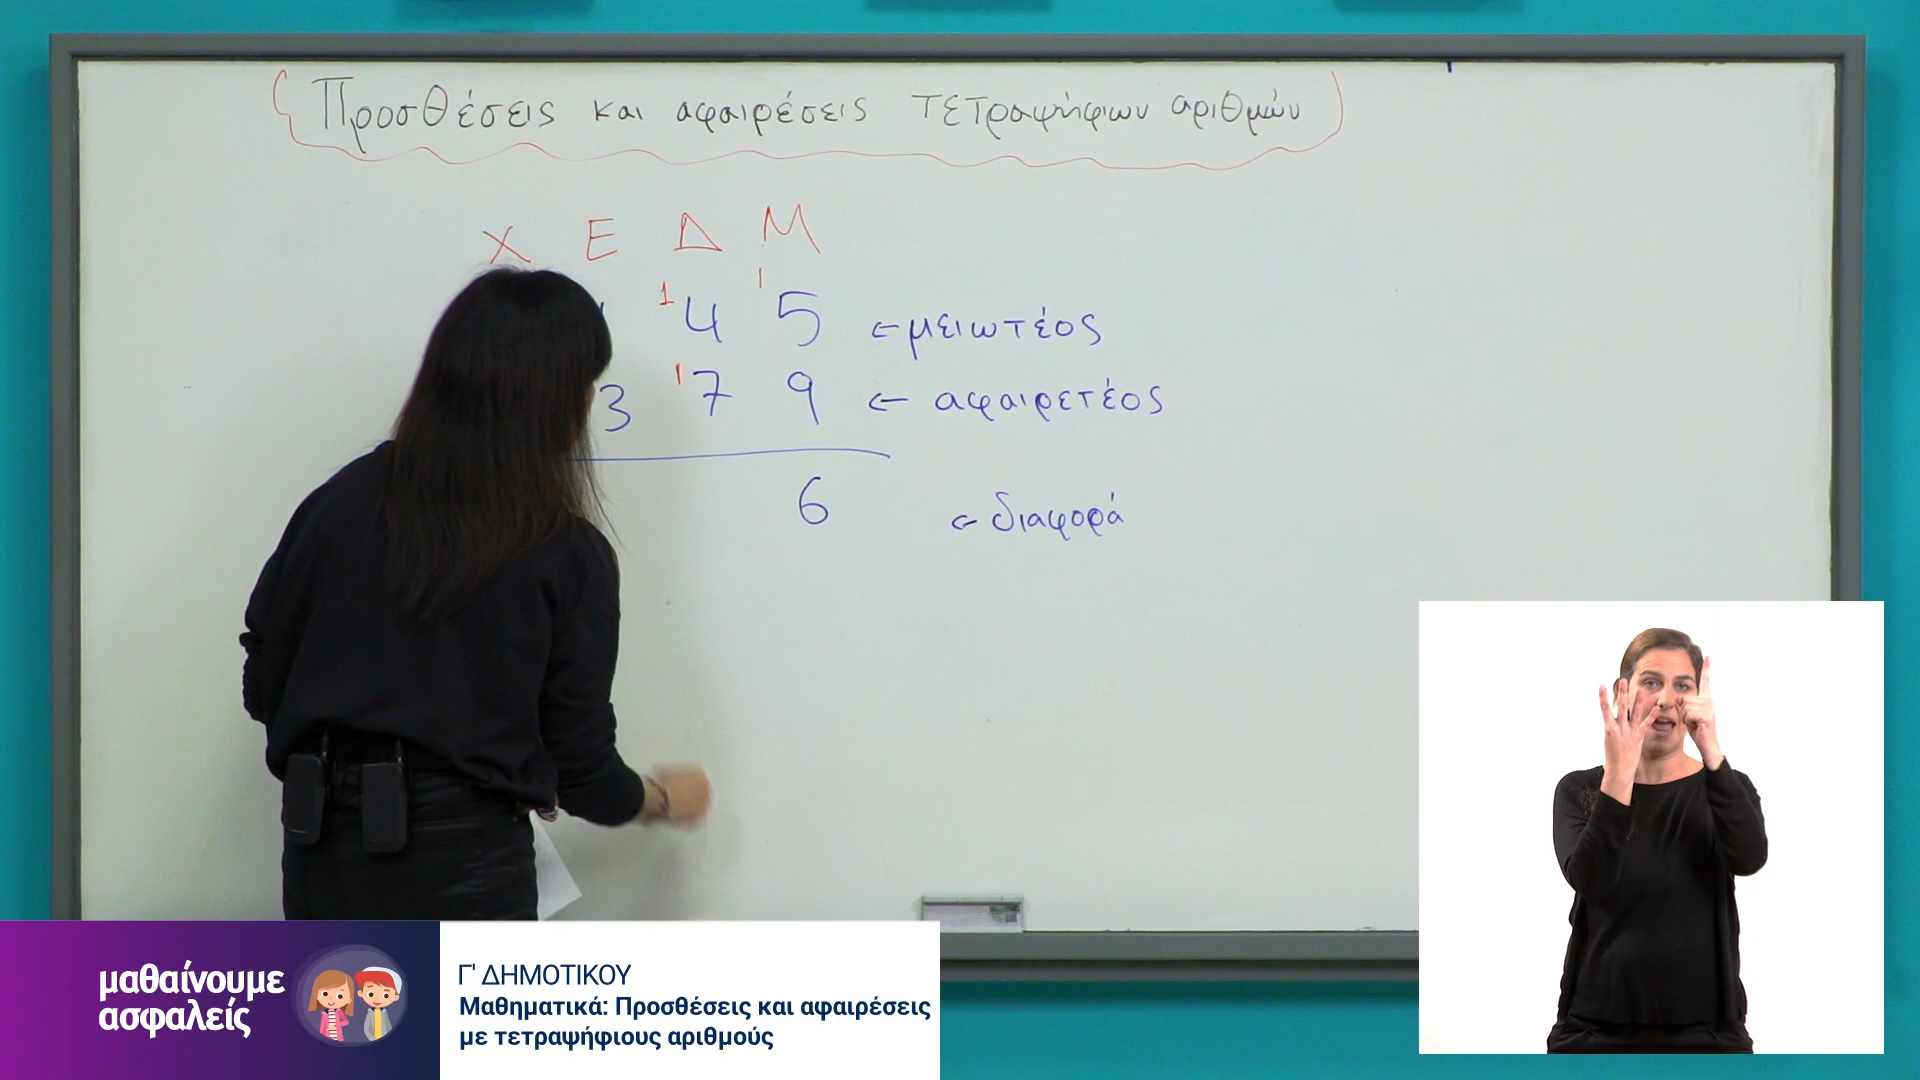 Προσθέσεις και αφαιρέσεις τετραψήφιων αριθμών
Χ Ε Δ Μ
1 1
4 5 ← μειωτέος
1
3 7 9 ← αφαιρετέος
6 ← διαφορά
μαθαίνουμε
ασφαλείς
Γ' ΔΗΜΟΤΙΚΟΥ
Μαθηματικά: Προσθέσεις και αφαιρέσεις
με τετραψήφιους αριθμούς